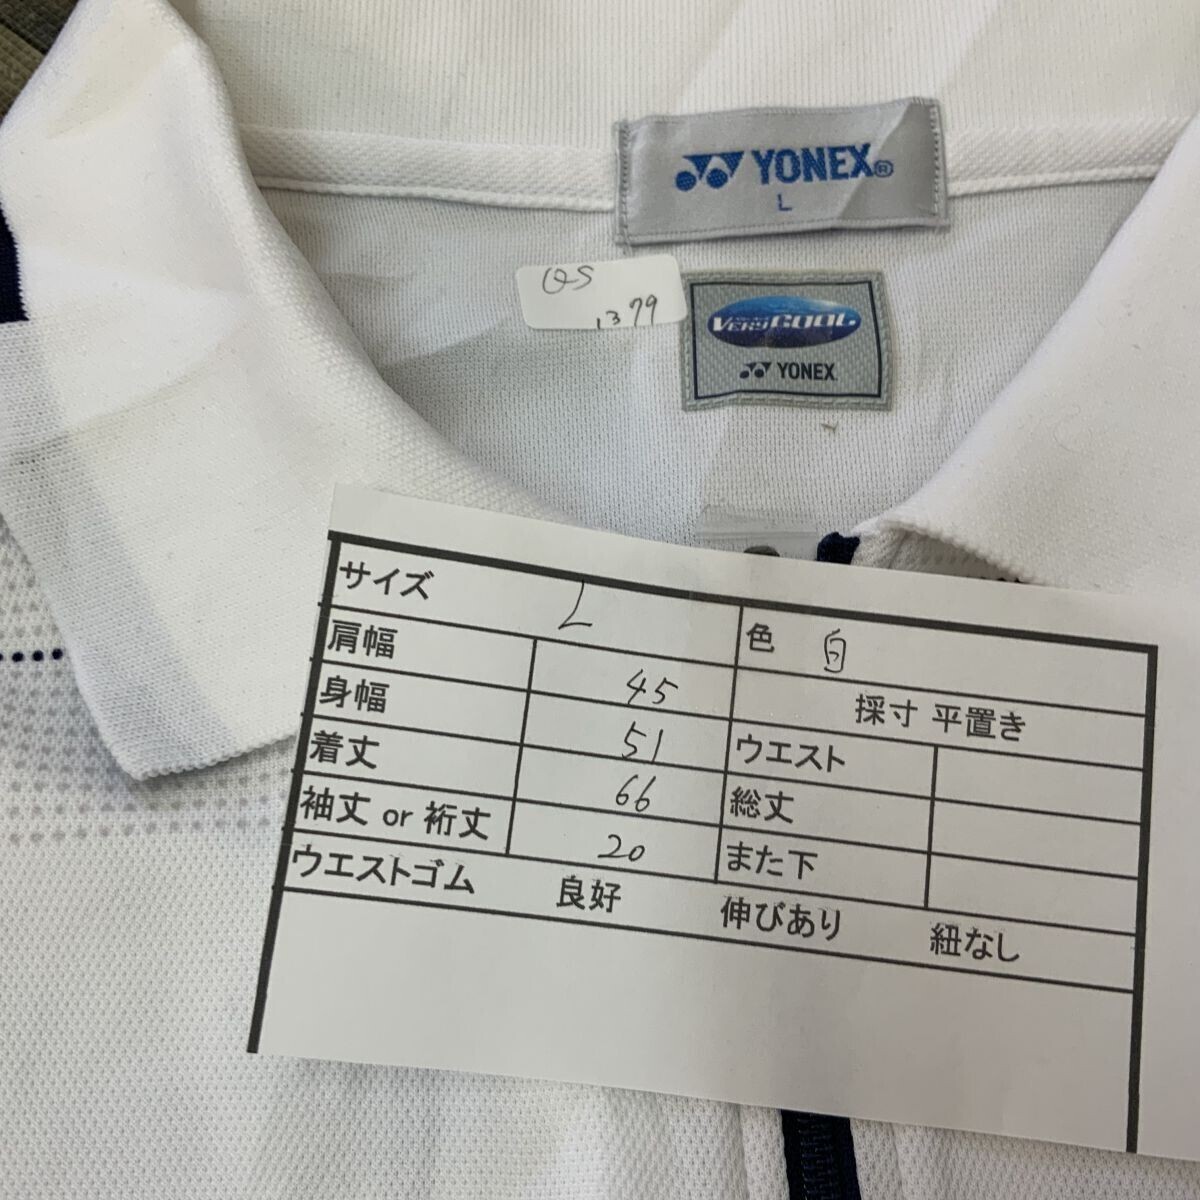 YONEX®
L
QS
1379
VERYCOOL
YONEX
サイズ L 色 白
肩幅 45 採寸 平置き
身幅 51 ウエスト
着丈 66 総丈
袖丈 or 裄丈 20 また下
ウエストゴム 良好 伸びあり 紐なし